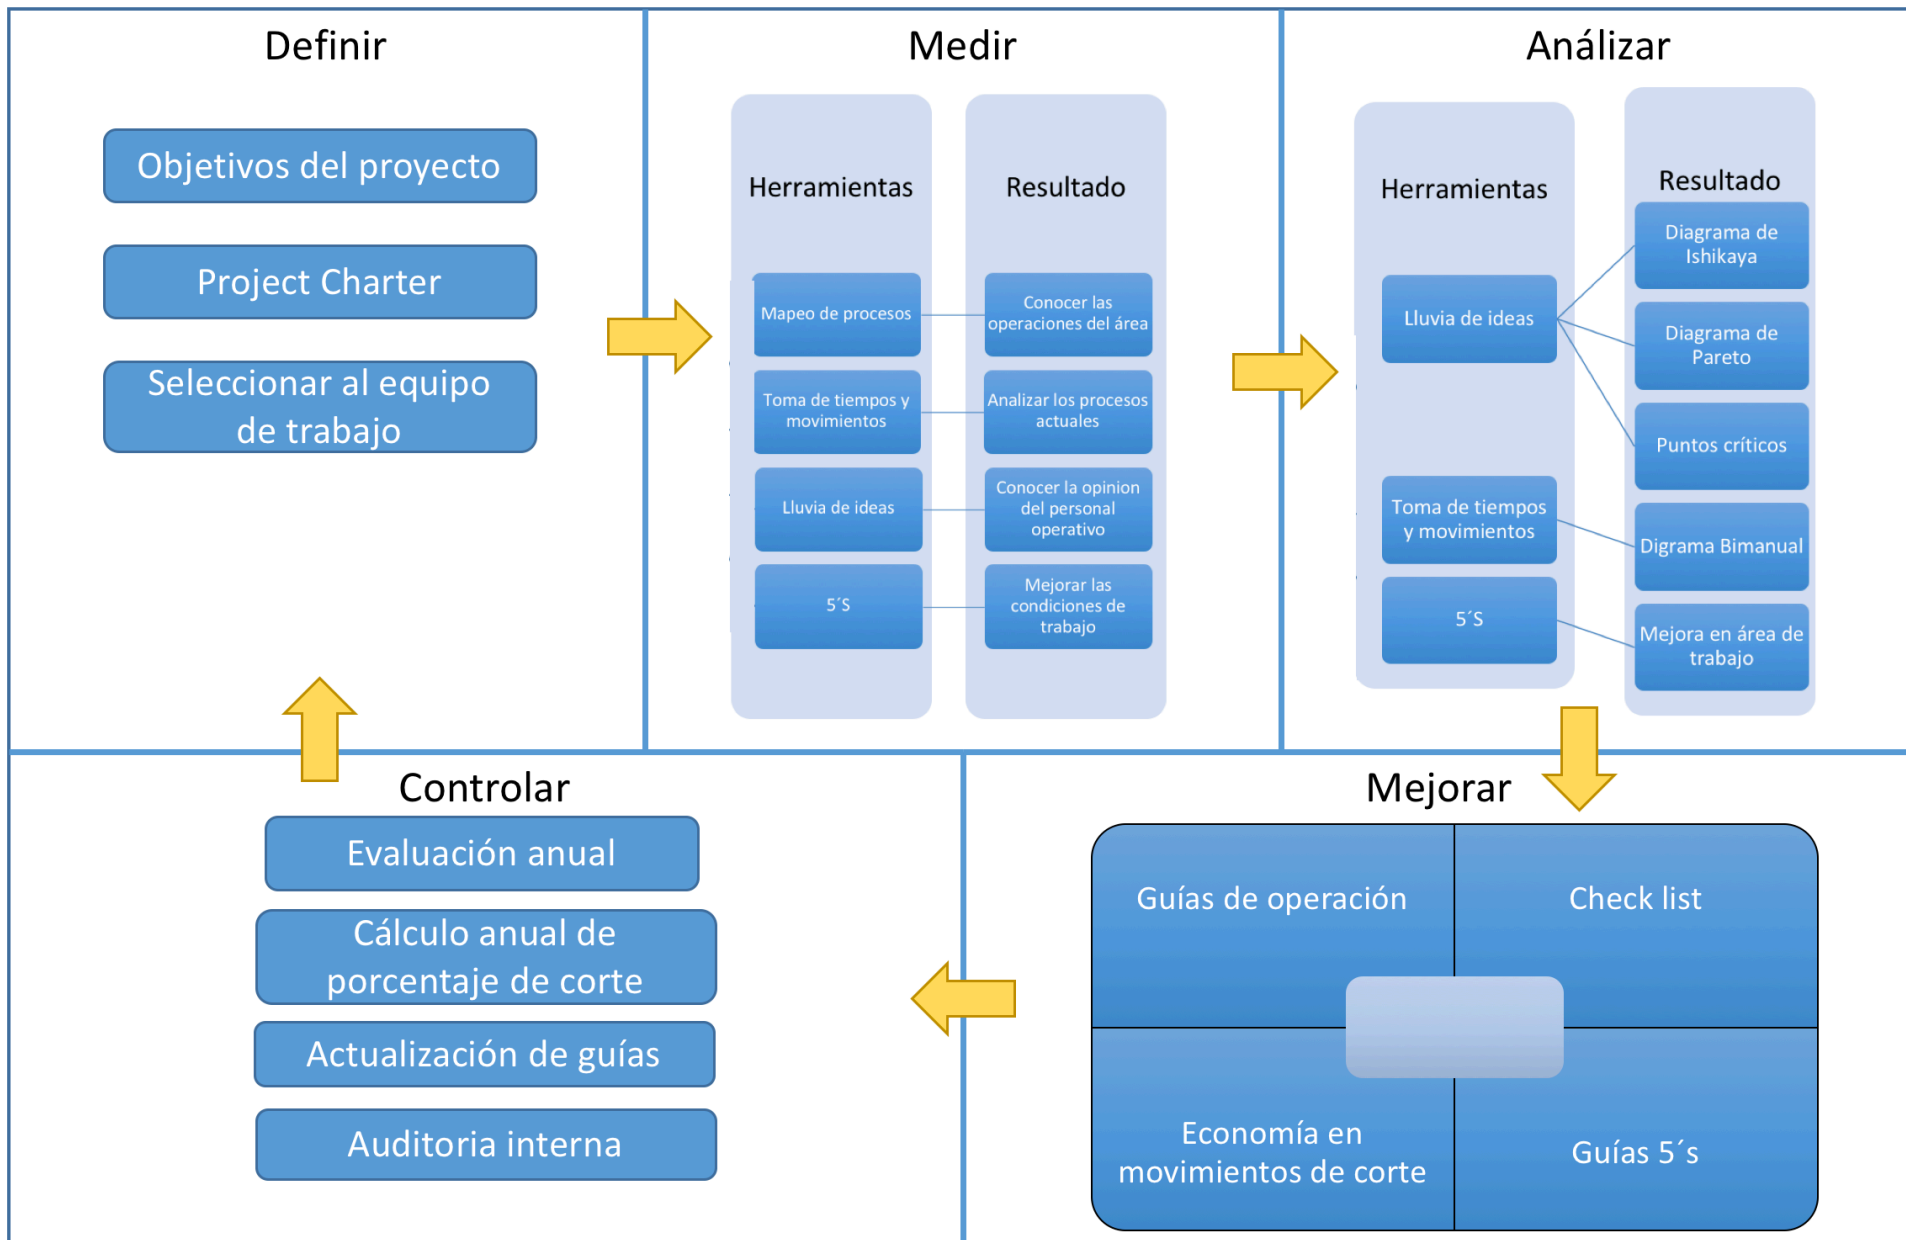 Definir
Objetivos del proyecto
Project Charter
Seleccionar al equipo
de trabajo
Medir
Herramientas
Mapeo de procesos
Toma de tiempos y
movimientos
Lluvia de ideas
5´S
Resultado
Conocer las
operaciones del área
Analizar los procesos
actuales
Conocer la opinion
del personal
operativo
Mejorar las
condiciones de
trabajo
Análizar
Herramientas
Lluvia de ideas
Toma de tiempos
y movimientos
5´S
Resultado
Diagrama de
Ishikaya
Diagrama de
Pareto
Puntos críticos
Digrama Bimanual
Mejora en área de
trabajo
Controlar
Evaluación anual
Cálculo anual de
porcentaje de corte
Actualización de guías
Auditoria interna
Mejorar
Guías de operación
Check list
Economía en
movimientos de corte
Guías 5´s